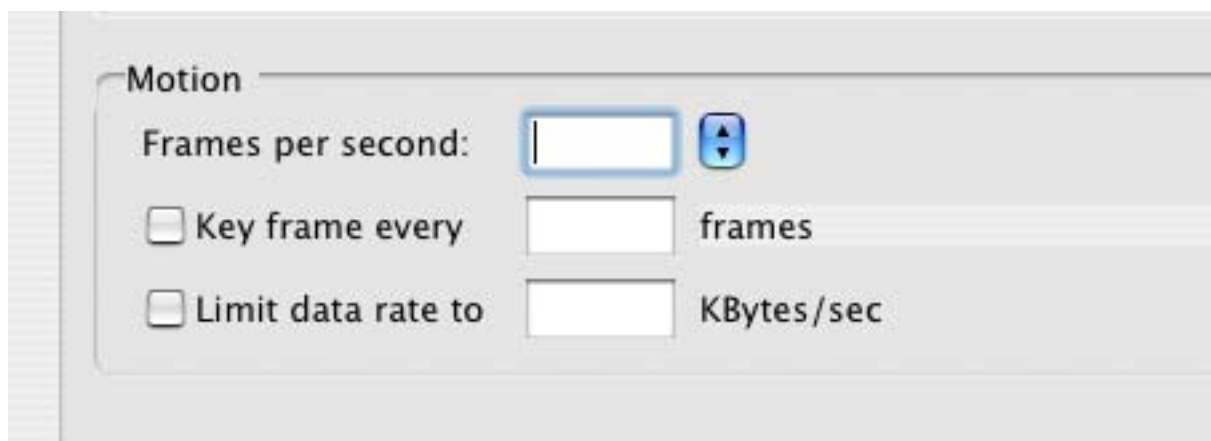 Motion
Frames per second:
Key frame every frames
Limit data rate to KBytes/sec